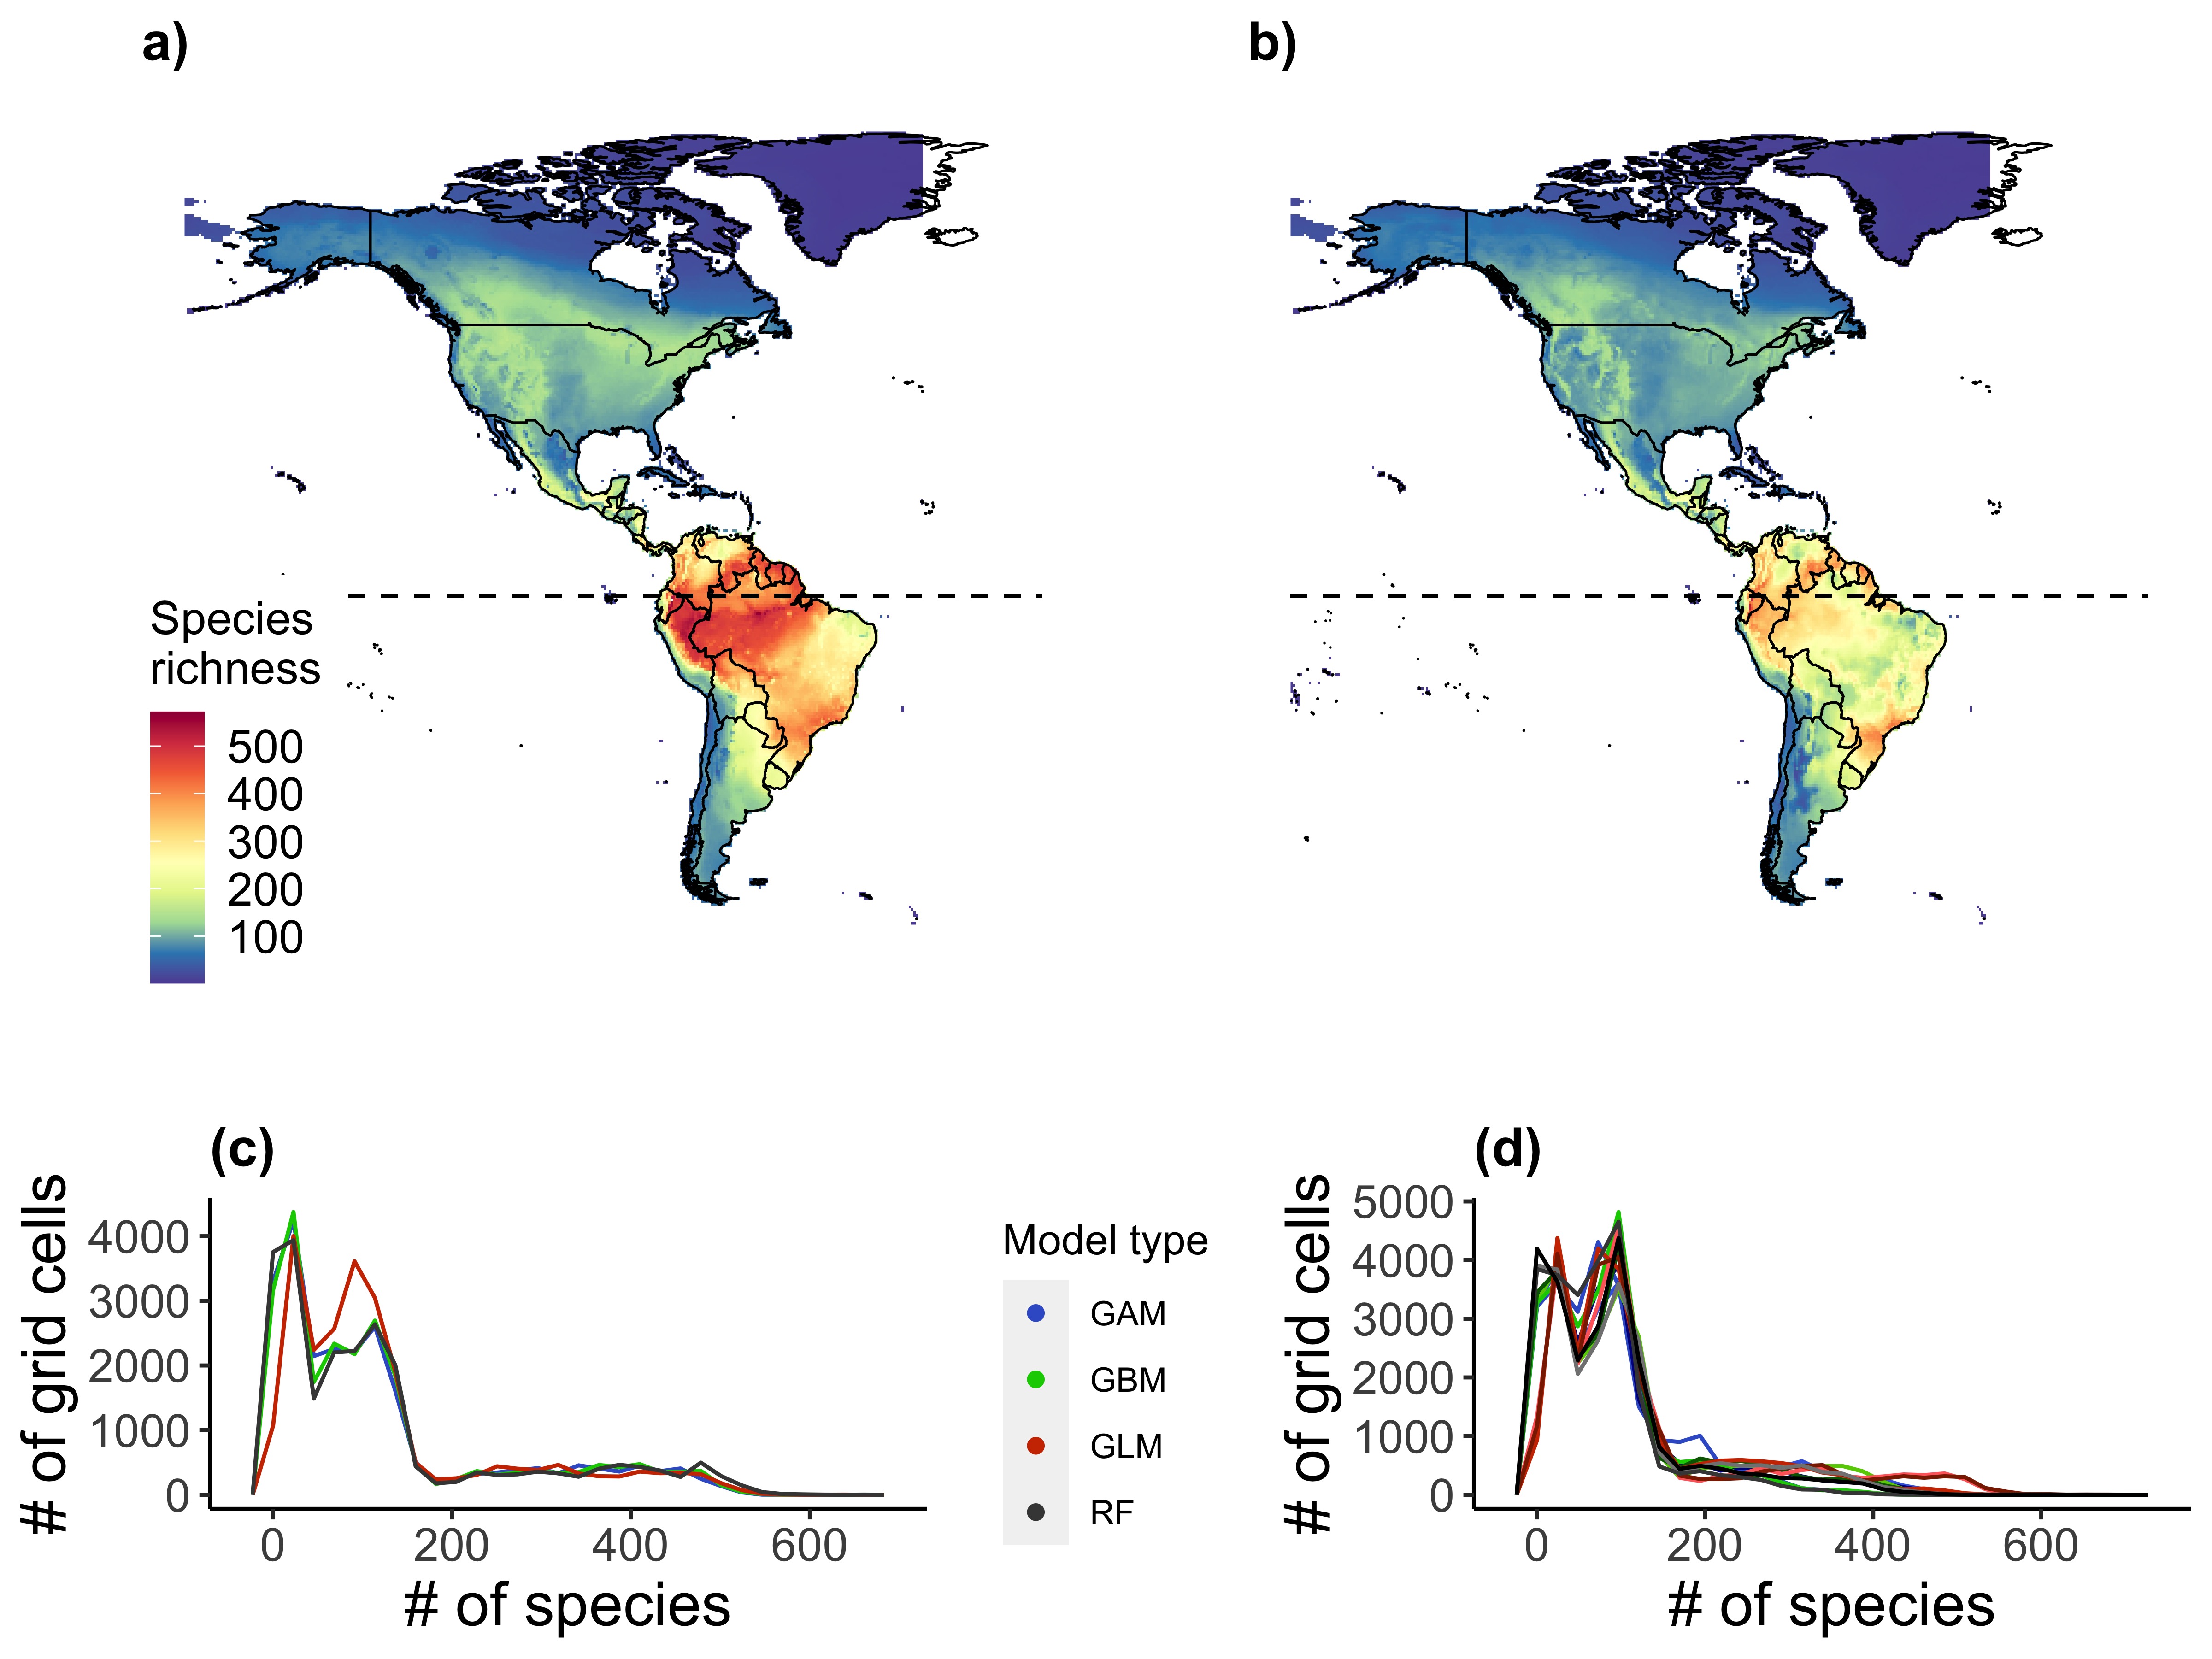 a)
b)
Species
richness
500
400
300
200
100
(c)
# of grid cells
4000
3000
2000
1000
0
0 200 400 600
# of species
Model type
GAM
GBM
GLM
RF
(d)
# of grid cells
5000
4000
3000
2000
1000
0
0 200 400 600
# of species